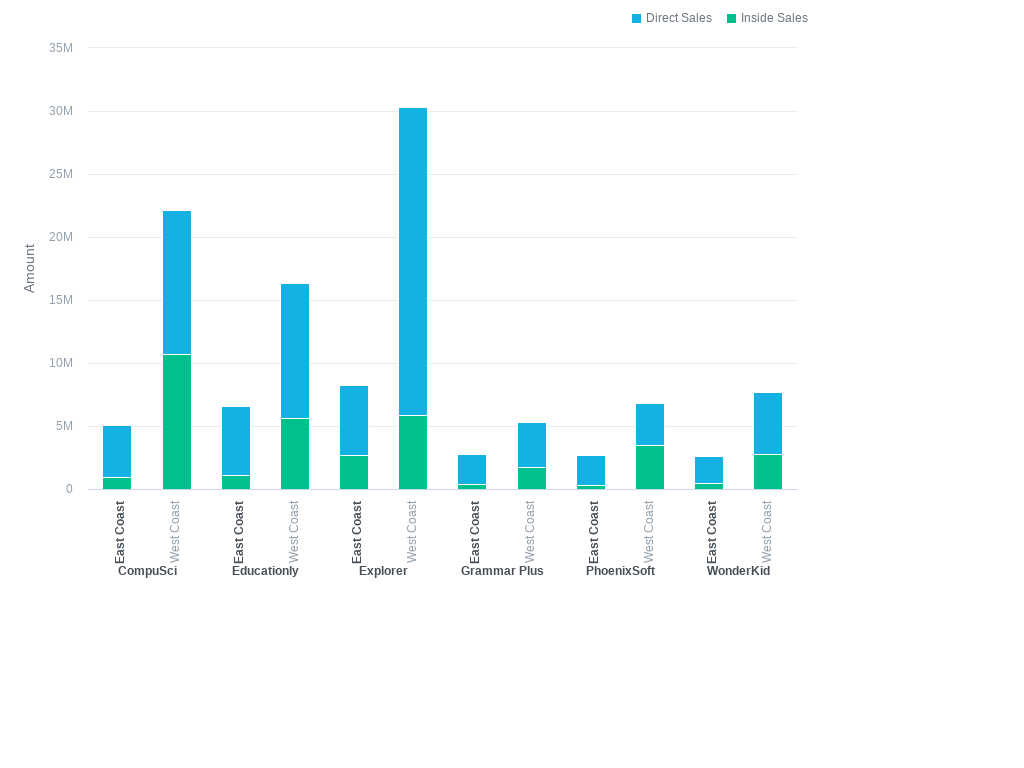 Direct Sales Inside Sales
35M
30M
25M
20M
15M
10M
5M
0
Amount
East Coast West Coast East Coast West Coast East Coast West Coast East Coast West Coast East Coast West Coast East Coast West Coast
CompuSci Educationly Explorer Grammar Plus PhoenixSoft WonderKid